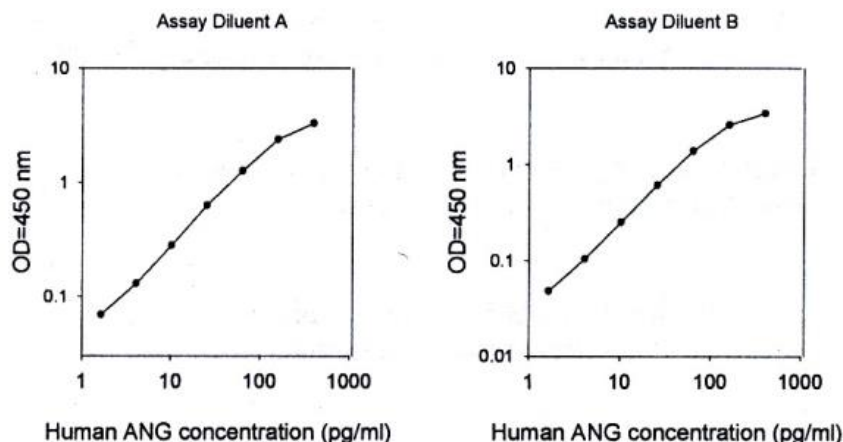 Assay Diluent A
10
1
0.1
OD=450 nm
1 10 100 1000
Human ANG concentration (pg/ml)
Assay Diluent B
10
1
0.1
0.01
OD=450 nm
1 10 100 1000
Human ANG concentration (pg/ml)